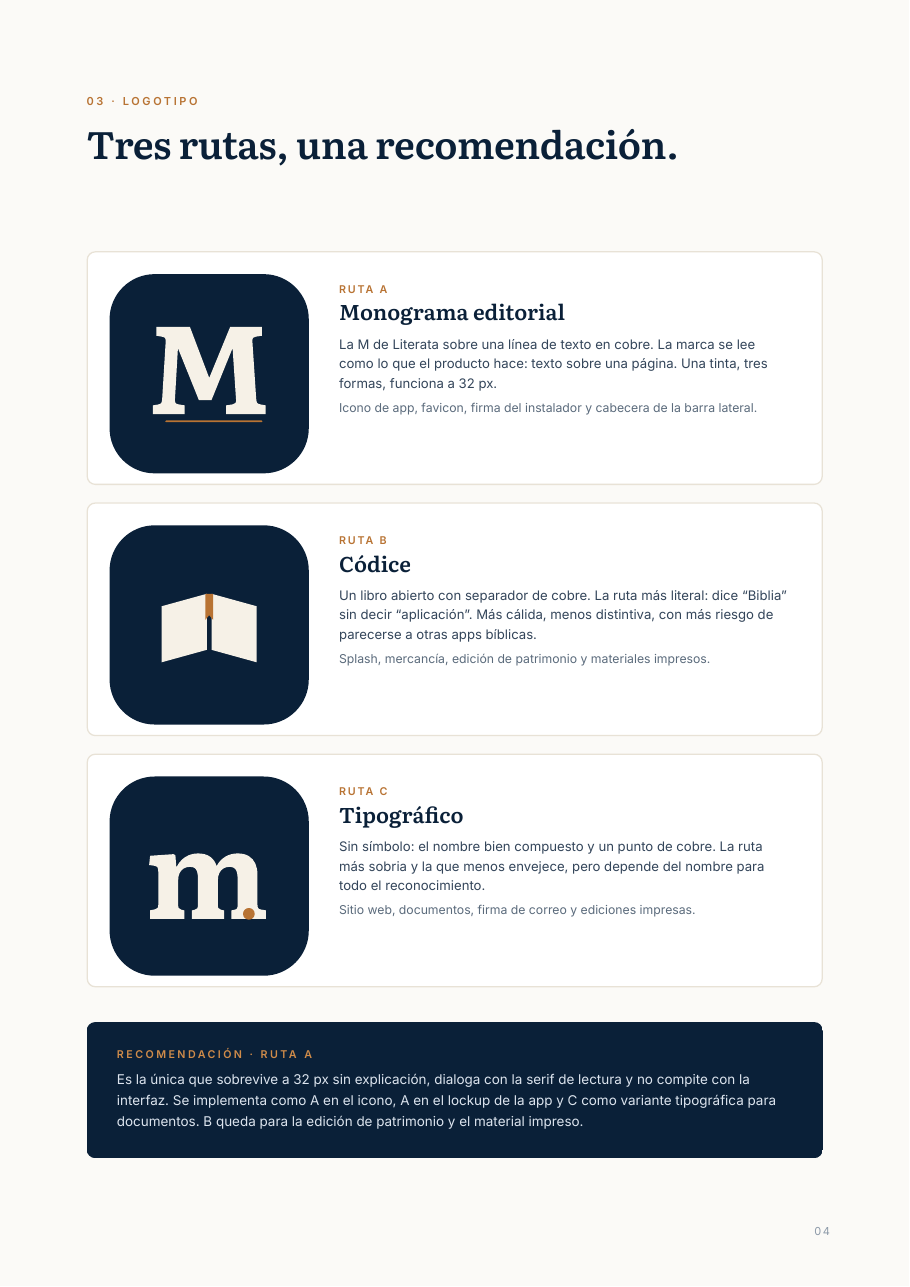 03 · LOGOTIPO
Tres rutas, una recomendación.
M
RUTA A
Monograma editorial
La M de Literata sobre una línea de texto en cobre. La marca se lee
como lo que el producto hace: texto sobre una página. Una tinta, tres
formas, funciona a 32 px.
Icono de app, favicon, firma del instalador y cabecera de la barra lateral.
RUTA B
Códice
Un libro abierto con separador de cobre. La ruta más literal: dice “Biblia”
sin decir “aplicación”. Más cálida, menos distintiva, con más riesgo de
parecerse a otras apps bíblicas.
Splash, mercancía, edición de patrimonio y materiales impresos.
m
RUTA C
Tipográfico
Sin símbolo: el nombre bien compuesto y un punto de cobre. La ruta
más sobria y la que menos envejece, pero depende del nombre para
todo el reconocimiento.
Sitio web, documentos, firma de correo y ediciones impresas.
RECOMENDACIÓN · RUTA A
Es la única que sobrevive a 32 px sin explicación, dialoga con la serif de lectura y no compite con la
interfaz. Se implementa como A en el icono, A en el lockup de la app y C como variante tipográfica para
documentos. B queda para la edición de patrimonio y el material impreso.
04